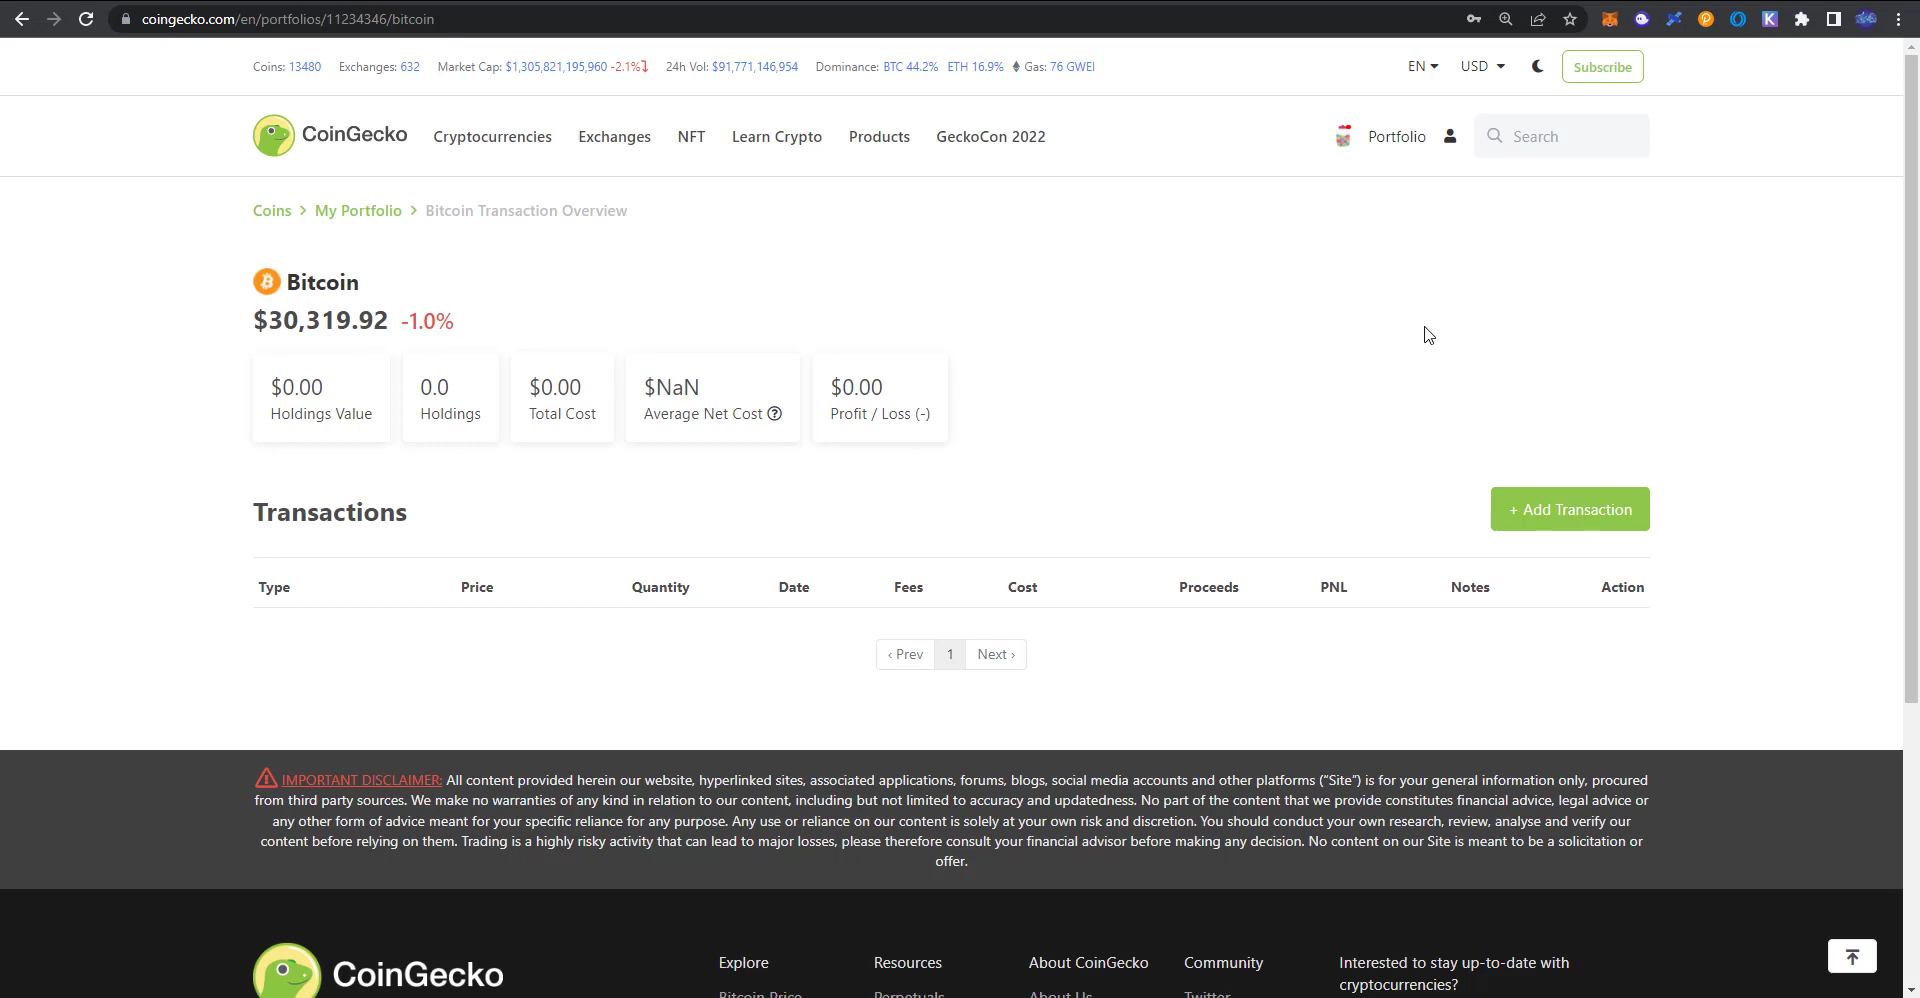 coingecko.com/en/portfolios/11234346/bitcoin
Coins: 13480 Exchanges: 632 Market Cap: $1,305,821,195,960 -2.1% 24h Vol: $91,771,146,954 Dominance: BTC 44.2% ETH 16.9% Gas: 76 GWEI EN USD Subscribe
CoinGecko Cryptocurrencies Exchanges NFT Learn Crypto Products GeckoCon 2022 Portfolio Search
Coins > My Portfolio > Bitcoin Transaction Overview
Bitcoin
$30,319.92 -1.0%
$0.00 0.0 $0.00 $NaN $0.00
Holdings Value Holdings Total Cost Average Net Cost Profit / Loss (-)
Transactions + Add Transaction
Type Price Quantity Date Fees Cost Proceeds PNL Notes Action
‹ Prev 1 Next ›
IMPORTANT DISCLAIMER: All content provided herein our website, hyperlinked sites, associated applications, forums, blogs, social media accounts and other platforms (“Site”) is for your general information only, procured
from third party sources. We make no warranties of any kind in relation to our content, including but not limited to accuracy and updatedness. No part of the content that we provide constitutes financial advice, legal advice or
any other form of advice meant for your specific reliance for any purpose. Any use or reliance on our content is solely at your own risk and discretion. You should conduct your own research, review, analyse and verify our
content before relying on them. Trading is a highly risky activity that can lead to major losses, please therefore consult your financial advisor before making any decision. No content on our Site is meant to be a solicitation or
offer.
CoinGecko Explore Resources About CoinGecko Community Interested to stay up-to-date with
cryptocurrencies?
Bitcoin Price Perpetuals About Us Twitter